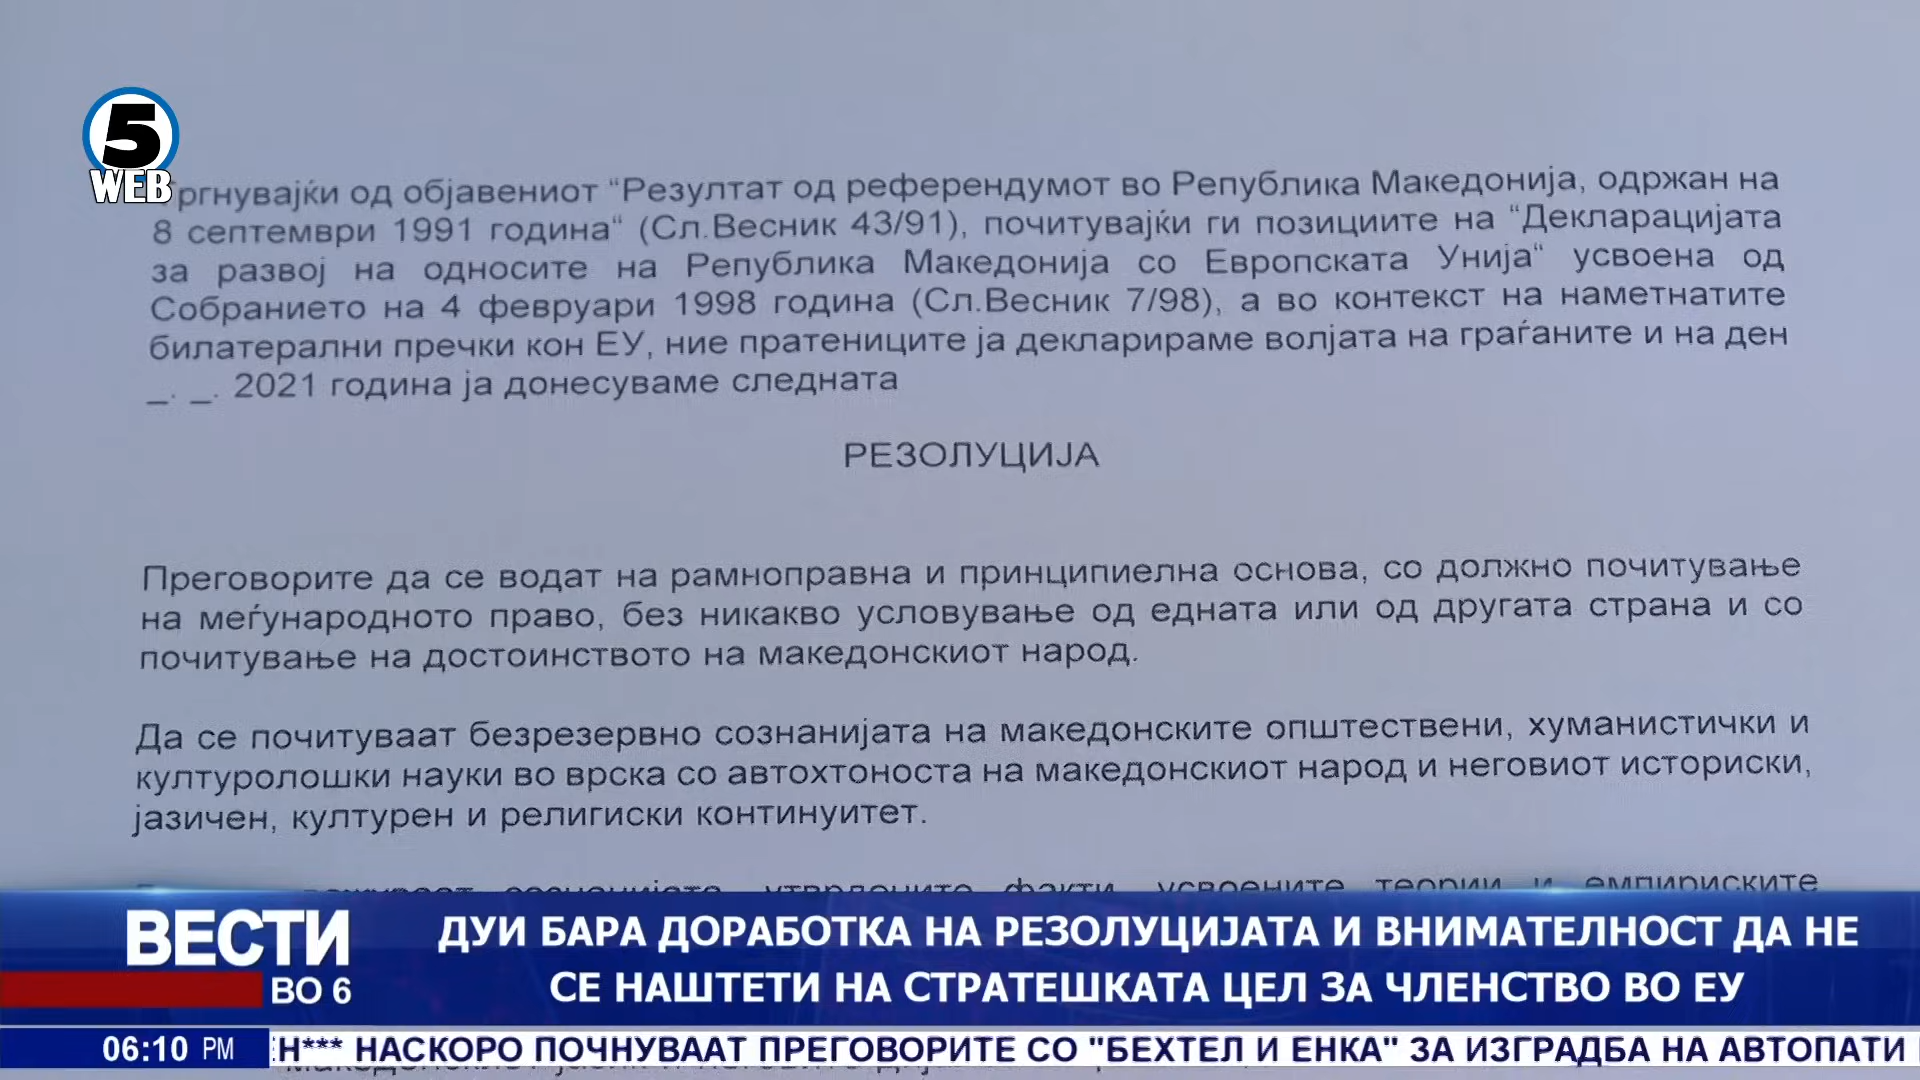 5
WEB
ргнувајќи од објавениот “Резултат од референдумот во Република Македонија, одржан на
8 септември 1991 година“ (Сл.Весник 43/91), почитувајќи ги позициите на “Декларацијата
за развој на односите на Република Македонија со Европската Унија“ усвоена од
Собранието на 4 февруари 1998 година (Сл.Весник 7/98), а во контекст на наметнатите
билатерални пречки кон ЕУ, ние пратениците ја декларираме волјата на граѓаните и на ден
_. _. 2021 година ја донесуваме следната
РЕЗОЛУЦИЈА
Преговорите да се водат на рамноправна и принципиелна основа, со должно почитување
на меѓународното право, без никакво условување од едната или од другата страна и со
почитување на достоинството на македонскиот народ.
Да се почитуваат безрезервно сознанијата на македонските општествени, хуманистички и
културолошки науки во врска со автохтоноста на македонскиот народ и неговиот историски,
јазичен, културен и религиски континуитет.
сознанијата, утврдените факти, усвоените теории и емпириските
ВЕСТИ
ВО 6
ДУИ БАРА ДОРАБОТКА НА РЕЗОЛУЦИЈАТА И ВНИМАТЕЛНОСТ ДА НЕ
СЕ НАШТЕТИ НА СТРАТЕШКАТА ЦЕЛ ЗА ЧЛЕНСТВО ВО ЕУ
06:10 PM
Н*** НАСКОРО ПОЧНУВААТ ПРЕГОВОРИТЕ СО "БЕХТЕЛ И ЕНКА" ЗА ИЗГРАДБА НА АВТОПАТИ